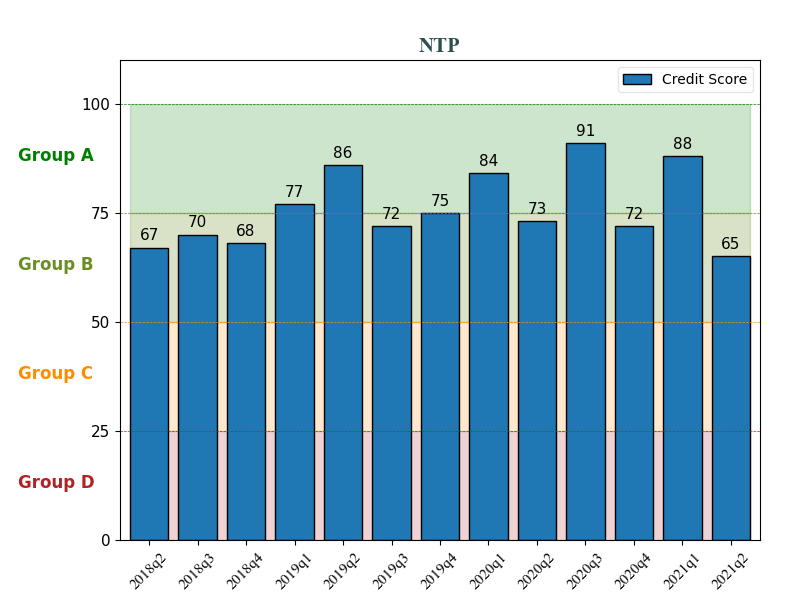 NTP
Credit Score
100
75
50
25
0
Group A
Group B
Group C
Group D
67
70
68
77
86
72
75
84
73
91
72
88
65
2018q2
2018q3
2018q4
2019q1
2019q2
2019q3
2019q4
2020q1
2020q2
2020q3
2020q4
2021q1
2021q2